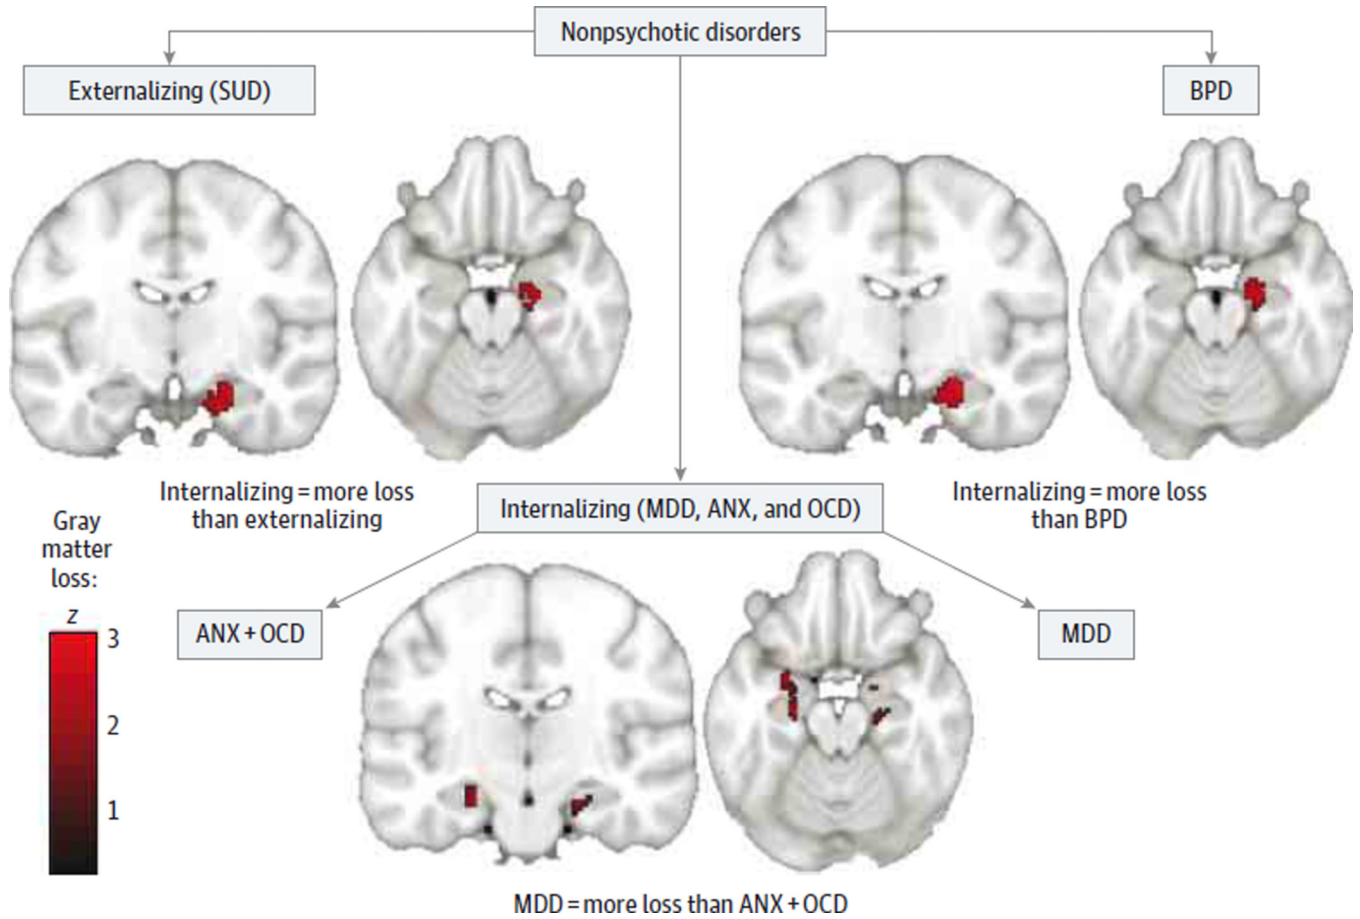 Nonpsychotic disorders
Externalizing (SUD)
BPD
Internalizing = more loss
than externalizing
Internalizing = more loss
than BPD
Internalizing (MDD, ANX, and OCD)
Gray
matter
loss:
z
3
2
1
ANX + OCD
MDD
MDD = more loss than ANX + OCD